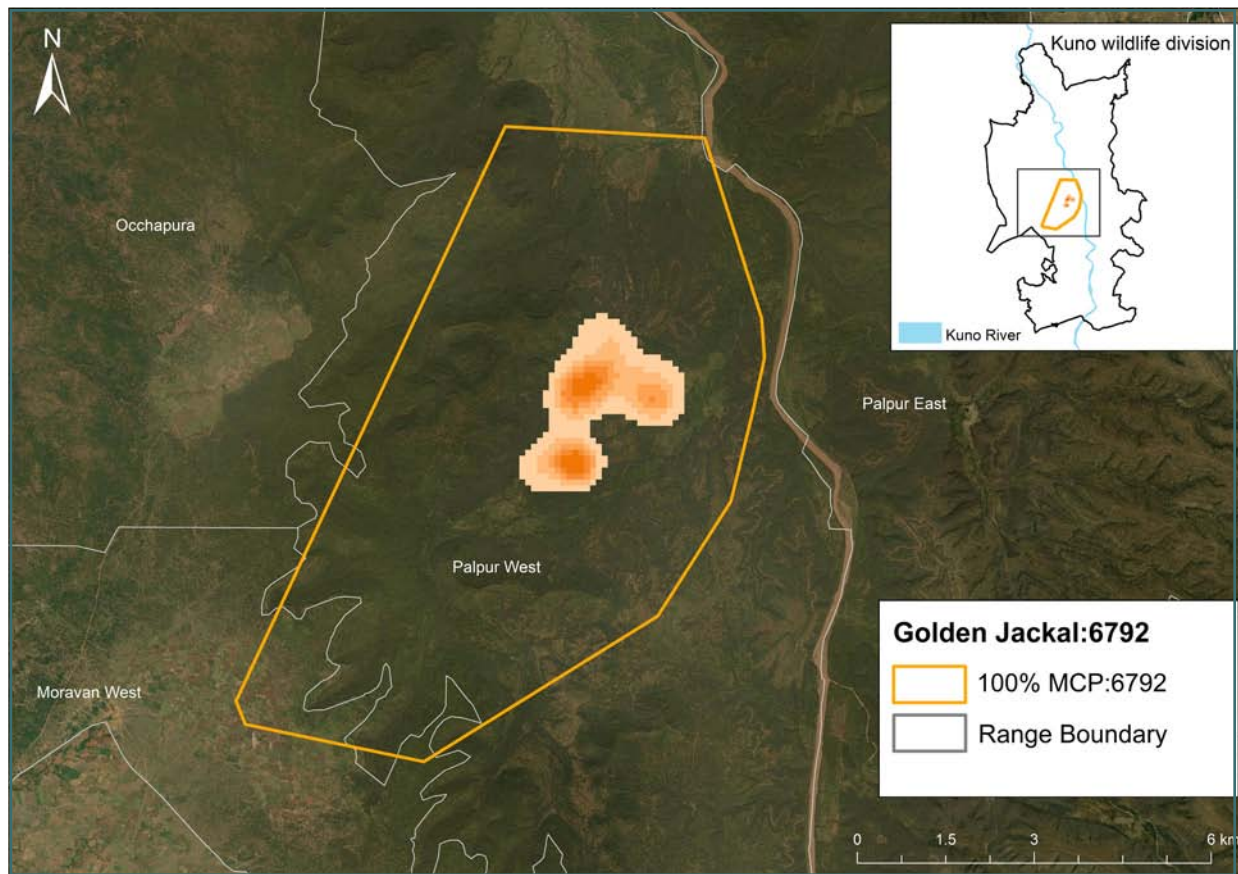 N
Kuno wildlife division
Kuno River
Occhapura
Palpur East
Palpur West
Moravan West
Golden Jackal:6792
100% MCP:6792
Range Boundary
0 1.5 3 6 km